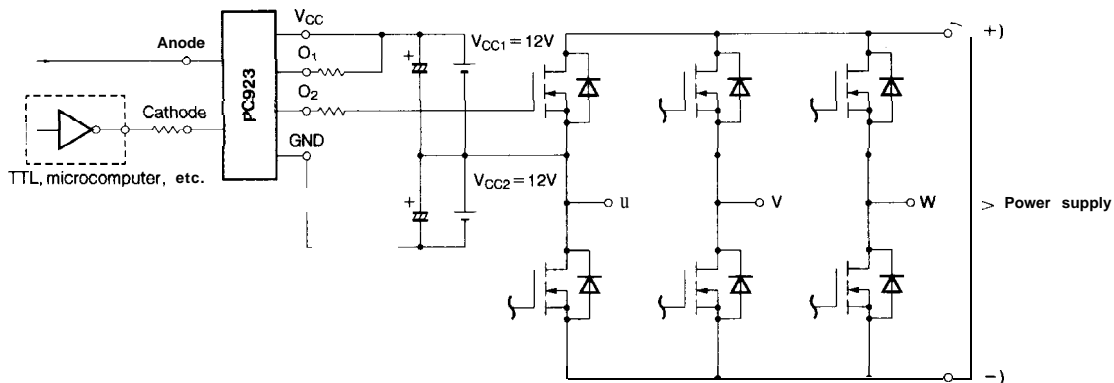 VCC
O1
O2
GND
Anode
Cathode
PC923
TTL, microcomputer, etc.
VCC1 = 12V
VCC2 = 12V
+
+
u
V
W
+)
Power supply
−)